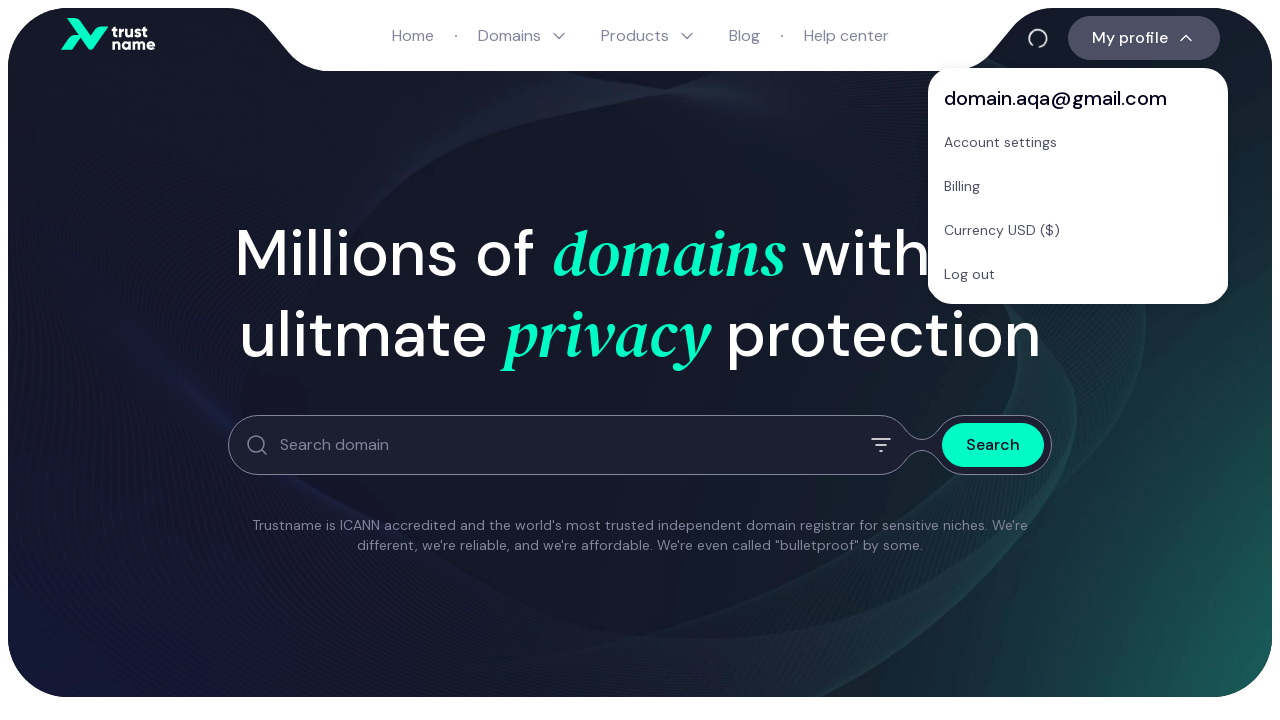 trust
name
Home · Domains Products Blog · Help center
My profile
domain.aqa@gmail.com
Account settings
Billing
Currency USD ($)
Log out
Millions of domains with
ulitmate privacy protection
Search domain
Search
Trustname is ICANN accredited and the world's most trusted independent domain registrar for sensitive niches. We're
different, we're reliable, and we're affordable. We're even called "bulletproof" by some.